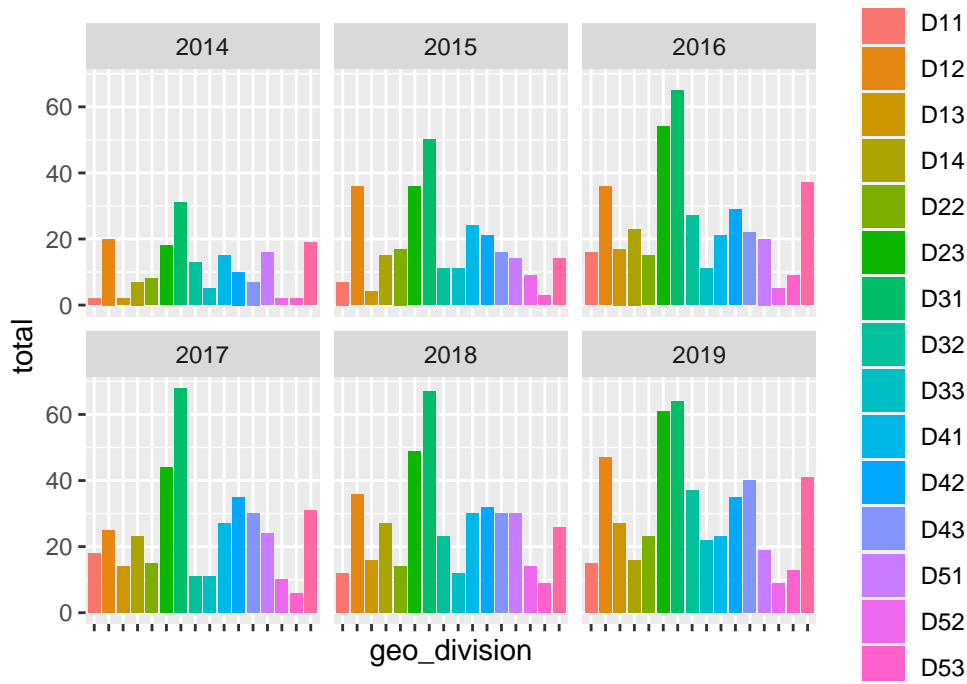 2014 2015 2016
60
40
20
0
2017 2018 2019
60
40
20
0
total
geo_division
D11
D12
D13
D14
D22
D23
D31
D32
D33
D41
D42
D43
D51
D52
D53